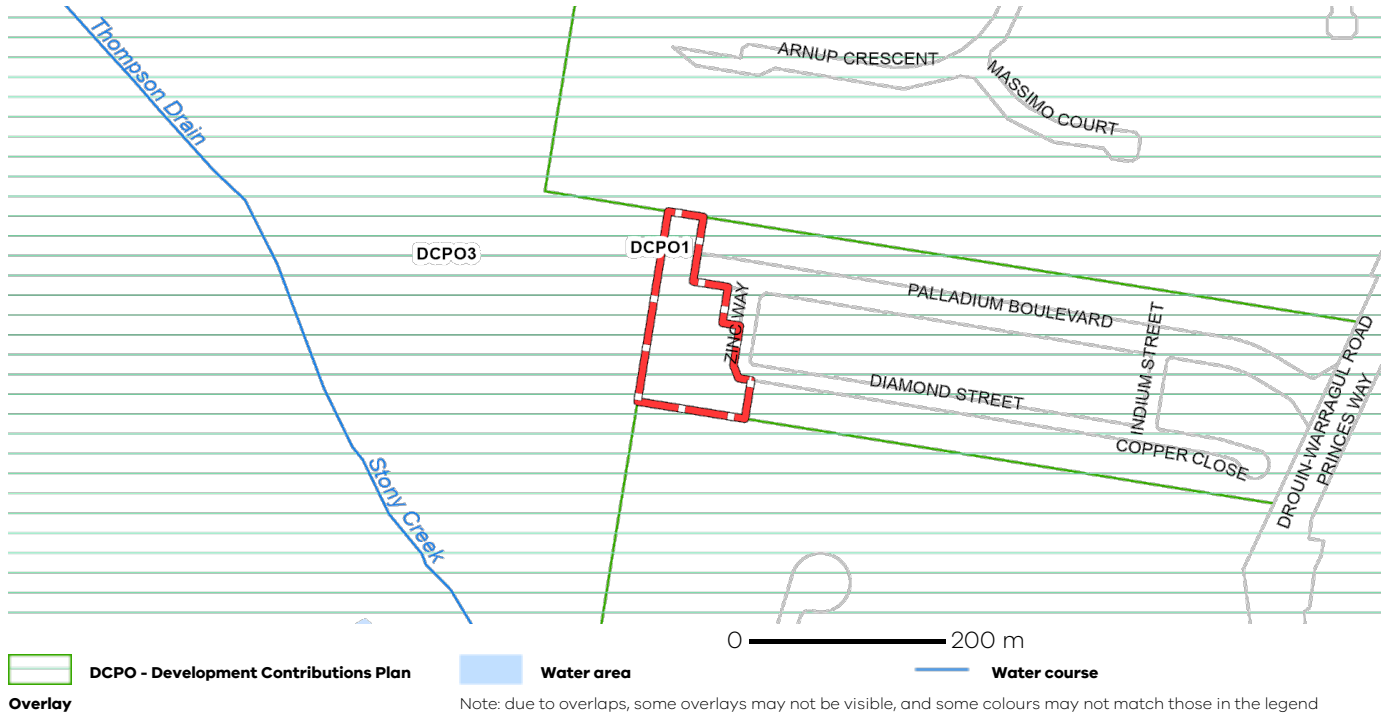 Thompson Drain
ARNUP CRESCENT
MASSIMO COURT
DCPO3
DCPO1
ZINC WAY
PALLADIUM BOULEVARD
INDIUM STREET
DIAMOND STREET
COPPER CLOSE
DROUIN-WARRAGUL ROAD
PRINCES WAY
Stony Creek
0 200 m
DCPO - Development Contributions Plan
Overlay
Water area
Water course
Note: due to overlaps, some overlays may not be visible, and some colours may not match those in the legend